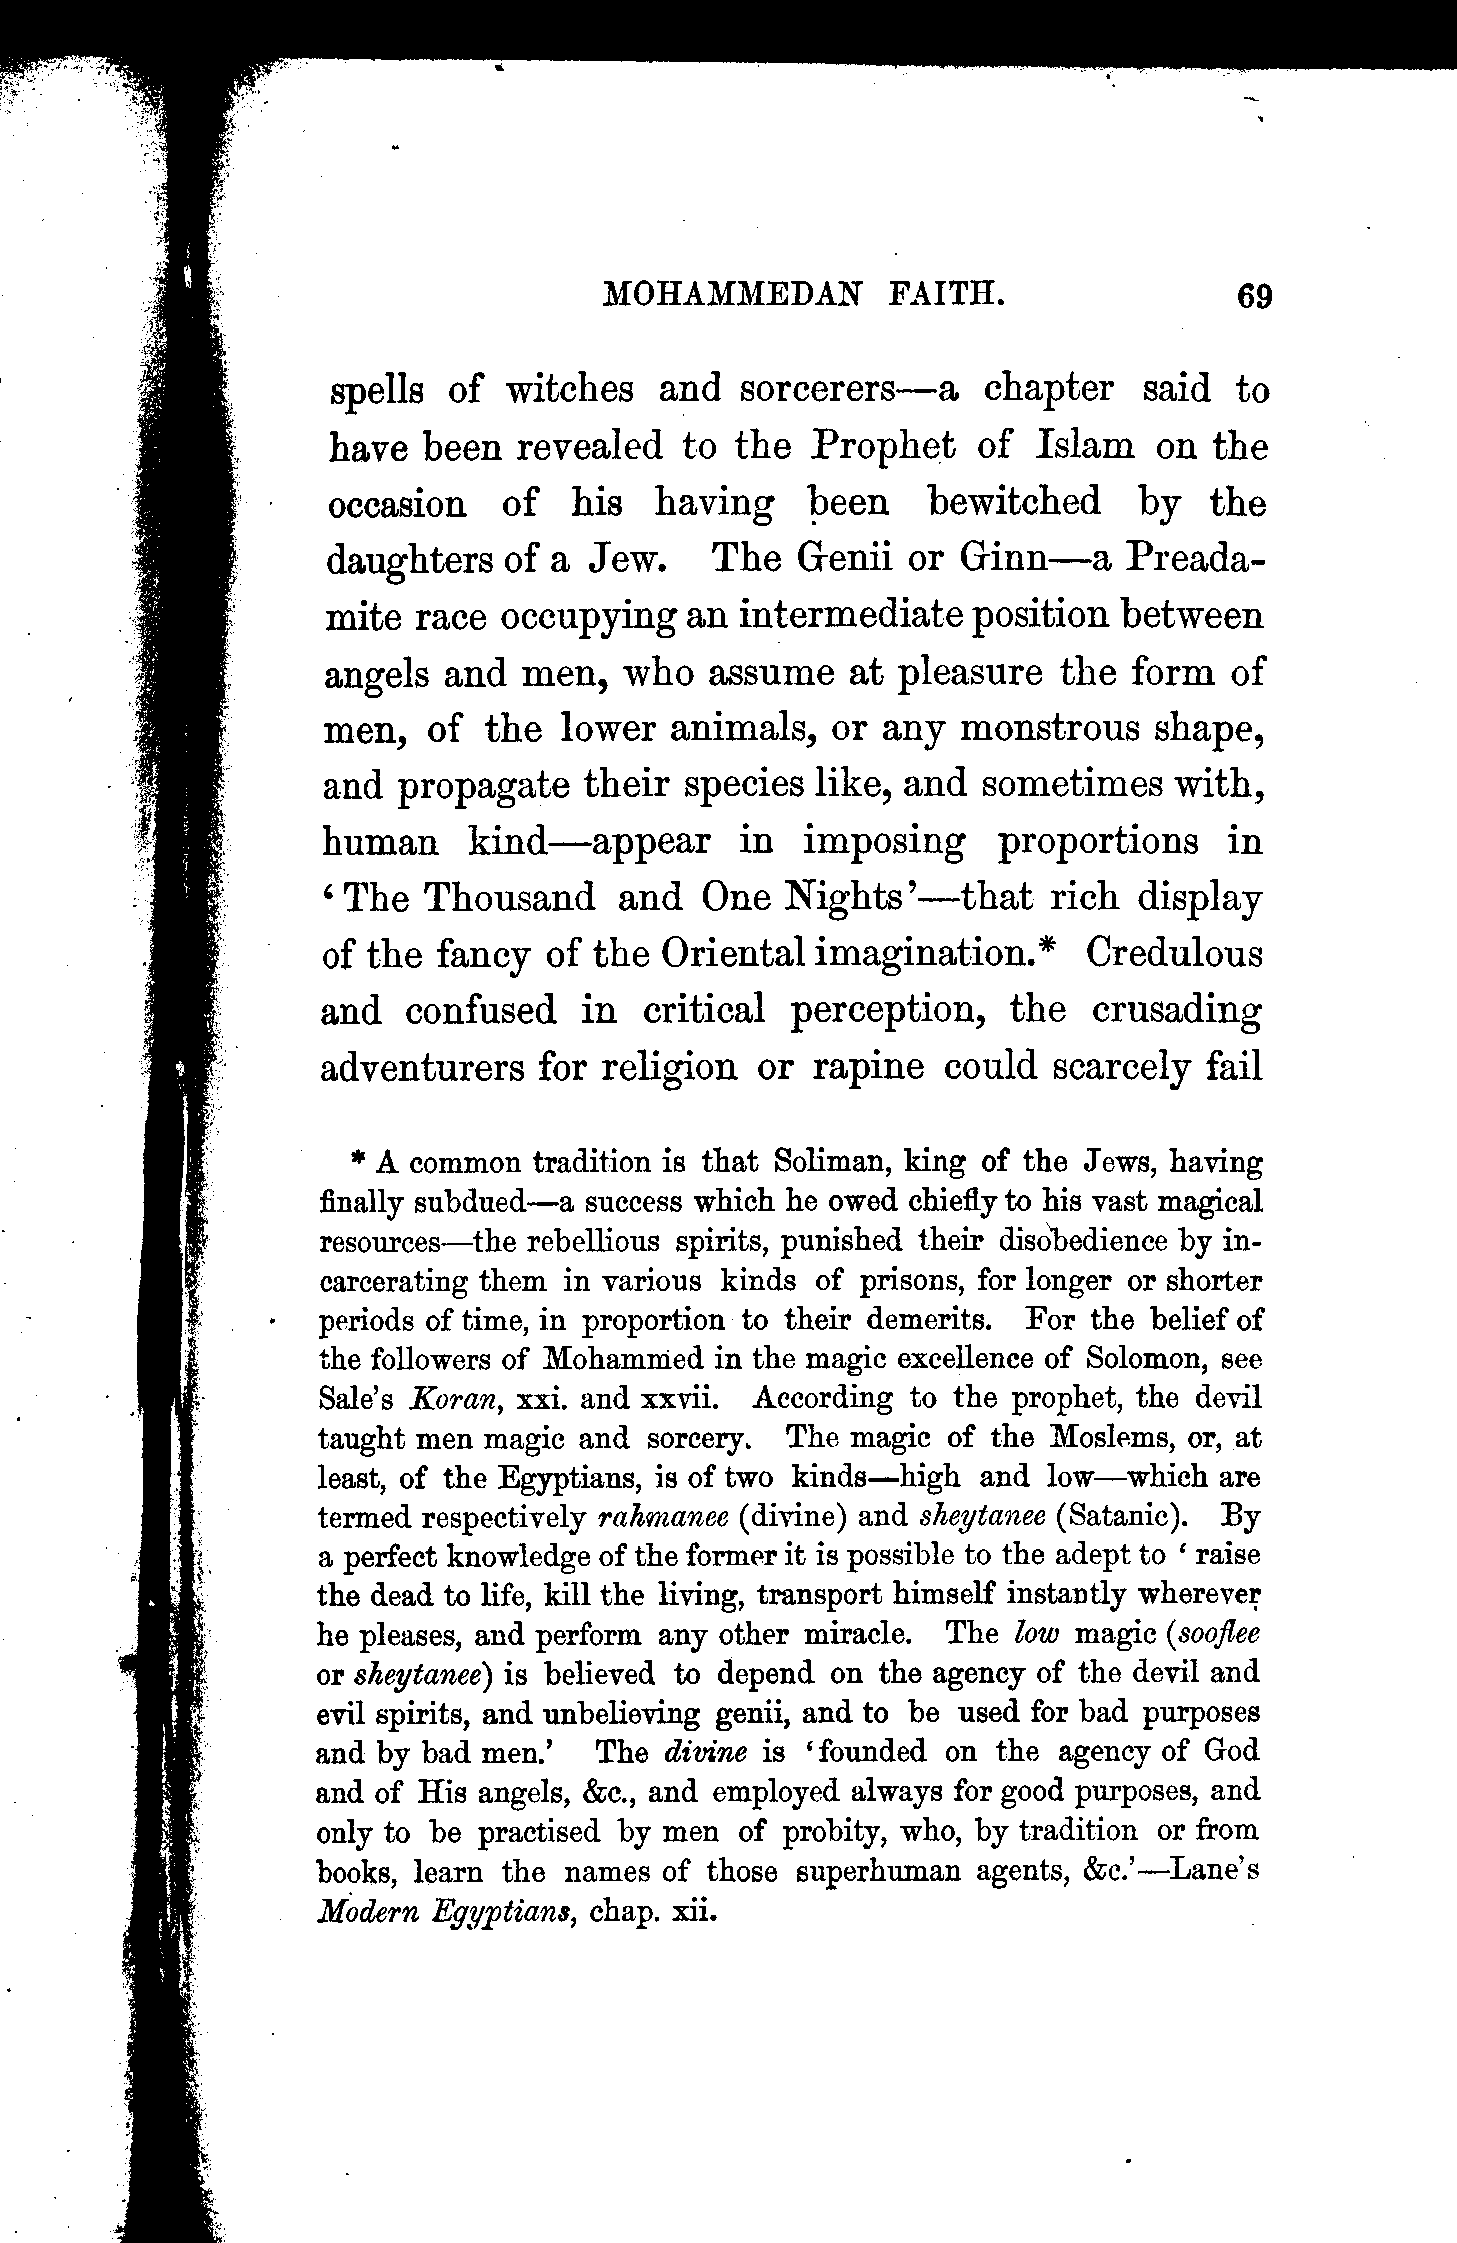 MOHAMMEDAN FAITH. 69
spells of witches and sorcerers—a chapter said to
have been revealed to the Prophet of Islam on the
occasion of his having been bewitched by the
daughters of a Jew. The Genii or Ginn—a Preada-
mite race occupying an intermediate position between
angels and men, who assume at pleasure the form of
men, of the lower animals, or any monstrous shape,
and propagate their species like, and sometimes with,
human kind—appear in imposing proportions in
‘The Thousand and One Nights’—that rich display
of the fancy of the Oriental imagination.* Credulous
and confused in critical perception, the crusading
adventurers for religion or rapine could scarcely fail
* A common tradition is that Soliman, king of the Jews, having
finally subdued—a success which he owed chiefly to his vast magical
resources—the rebellious spirits, punished their disobedience by in-
carcerating them in various kinds of prisons, for longer or shorter
periods of time, in proportion to their demerits. For the belief of
the followers of Mohammed in the magic excellence of Solomon, see
Sale's Koran, xxi. and xxvii. According to the prophet, the devil
taught men magic and sorcery. The magic of the Moslems, or, at
least, of the Egyptians, is of two kinds—high and low—which are
termed respectively rahmanee (divine) and sheytanee (Satanic). By
a perfect knowledge of the former it is possible to the adept to ‘raise
the dead to life, kill the living, transport himself instantly wherever
he pleases, and perform any other miracle. The low magic (sooflee
or sheytanee) is believed to depend on the agency of the devil and
evil spirits, and unbelieving genii, and to be used for bad purposes
and by bad men.’ The divine is ‘founded on the agency of God
and of His angels, &c., and employed always for good purposes, and
only to be practised by men of probity, who, by tradition or from
books, learn the names of those superhuman agents, &c.’—Lane's
Modern Egyptians, chap. xii.